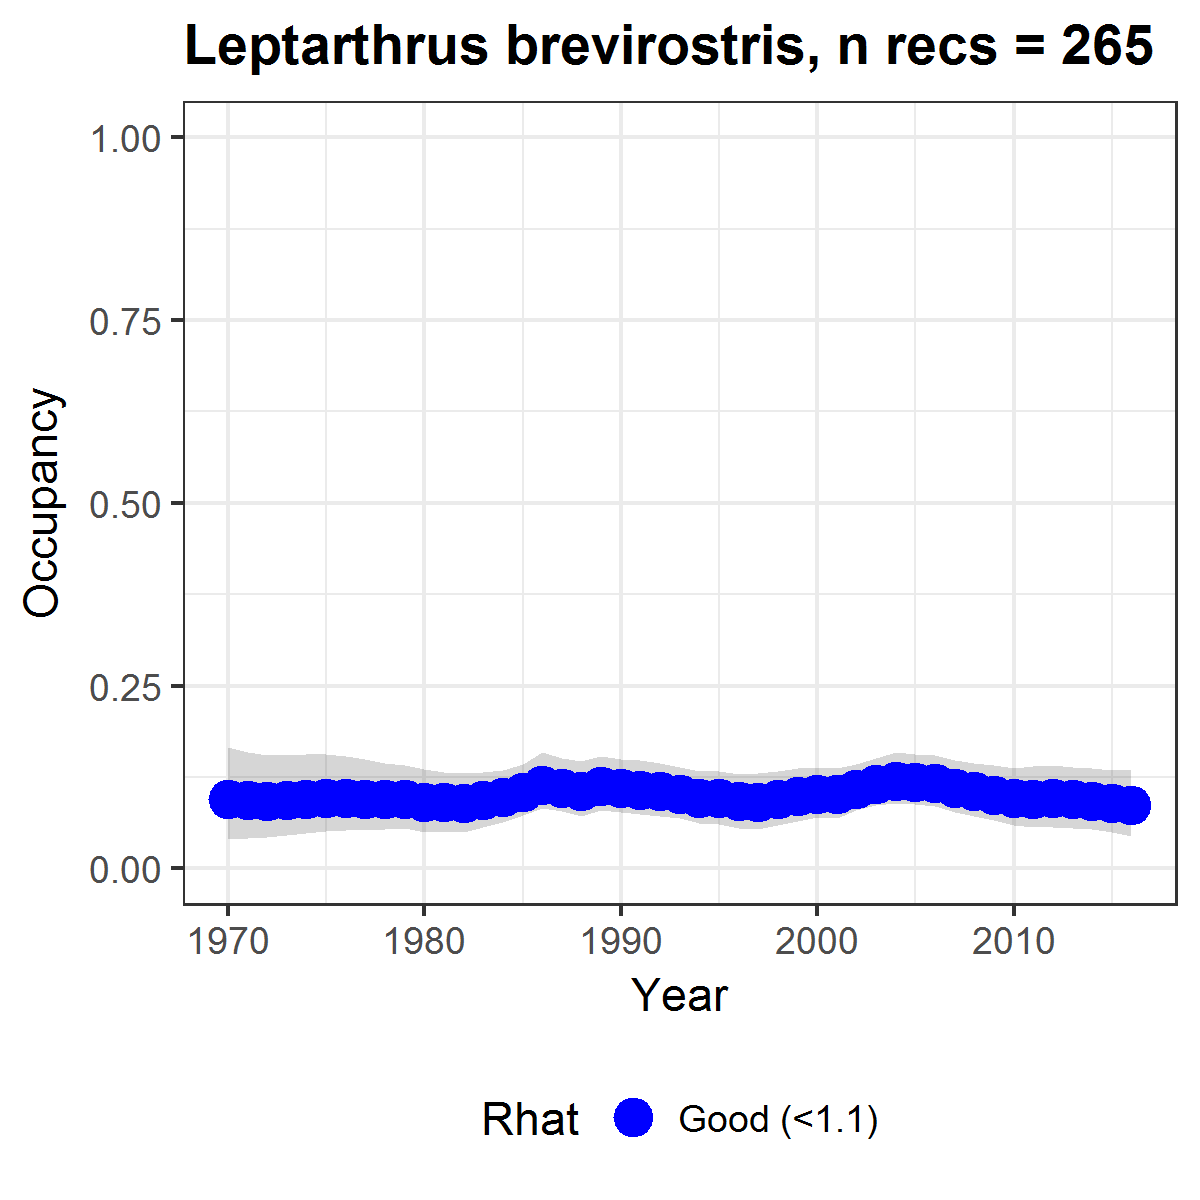 Leptarthrus brevirostris, n recs = 265
1.00
0.75
0.50
0.25
0.00
Occupancy
1970 1980 1990 2000 2010
Year
Rhat Good (<1.1)